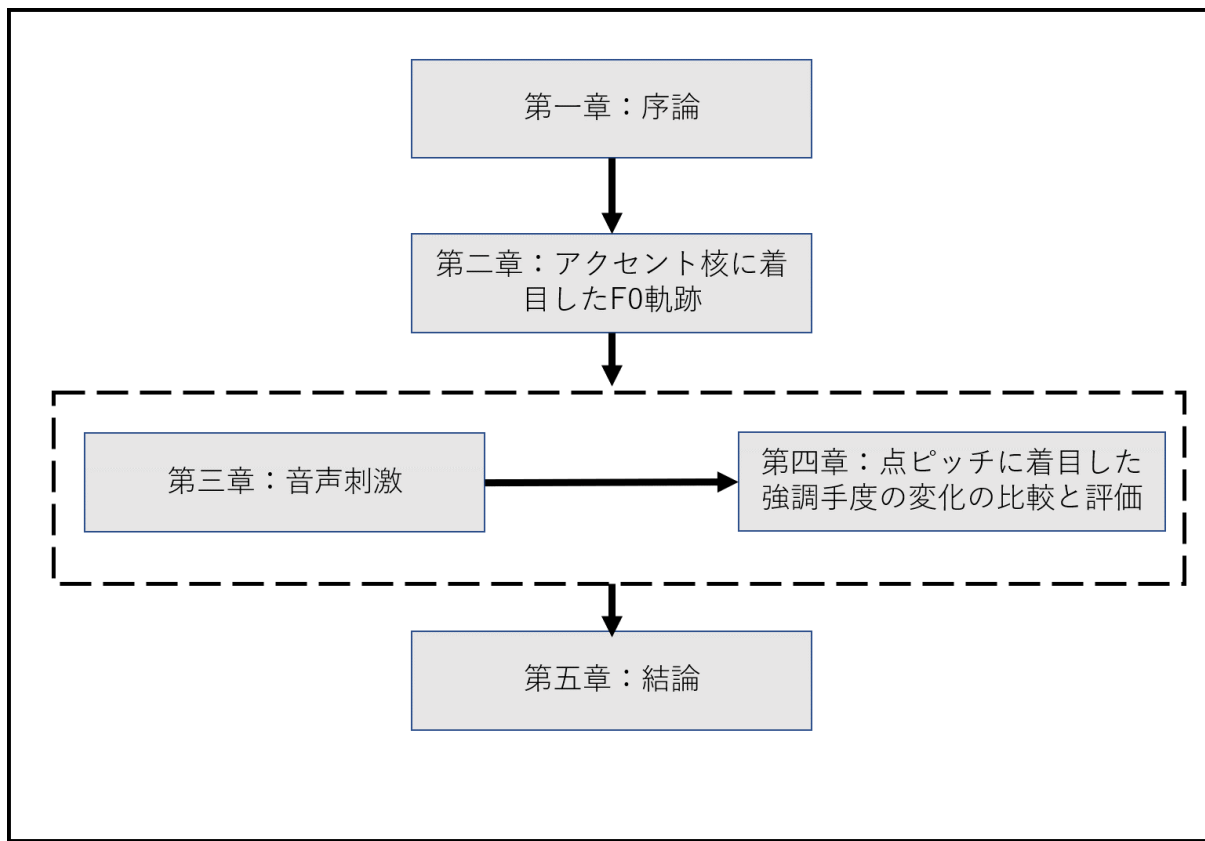 第一章：序論
第二章：アクセント核に着
目したF0軌跡
第三章：音声刺激
第四章：点ピッチに着目した
強調手度の変化の比較と評価
第五章：結論